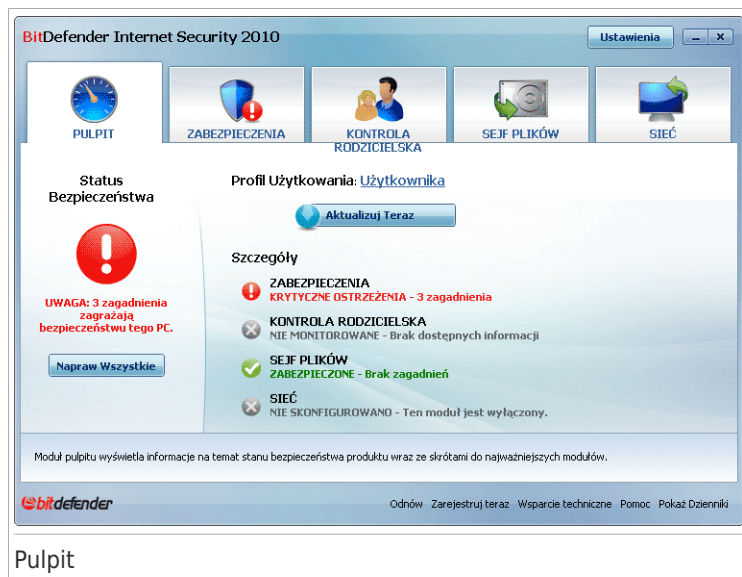 BitDefender Internet Security 2010
Ustawienia
PULPIT
ZABEZPIECZENIA
KONTROLA
RODZICIELSKA
SEJF PLIKÓW
SIEĆ
Status
Bezpieczeństwa
UWAGA: 3 zagadnienia
zagrażają
bezpieczeństwu tego PC.
Napraw Wszystkie
Profil Użytkowania: Użytkownika
Aktualizuj Teraz
Szczegóły
ZABEZPIECZENIA
KRYTYCZNE OSTRZEŻENIA - 3 zagadnienia
KONTROLA RODZICIELSKA
NIE MONITOROWANE - Brak dostępnych informacji
SEJF PLIKÓW
ZABEZPIECZONE - Brak zagadnień
SIEĆ
NIE SKONFIGUROWANO - Ten moduł jest wyłączony.
Moduł pulpitu wyświetla informacje na temat stanu bezpieczeństwa produktu wraz ze skrótami do najważniejszych modułów.
bitdefender
Odnów Zarejestruj teraz Wsparcie techniczne Pomoc Pokaż Dzienniki
Pulpit